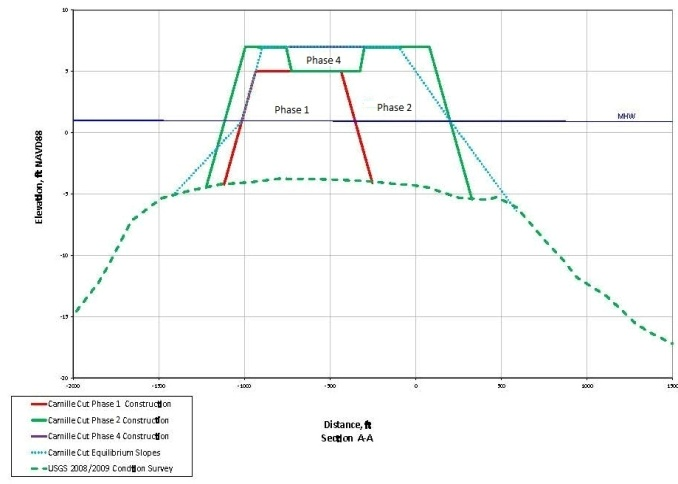 10
5
0
-5
-10
-15
-20
Elevation, ft NAVD88
Phase 4
Phase 1
Phase 2
MHW
-2000 -1500 -1000 -500 0 500 1000 1500
Distance, ft
Section A-A
Camille Cut Phase 1 Construction
Camille Cut Phase 2 Construction
Camille Cut Phase 4 Construction
Camille Cut Equilibrium Slopes
USGS 2008/2009 Condition Survey